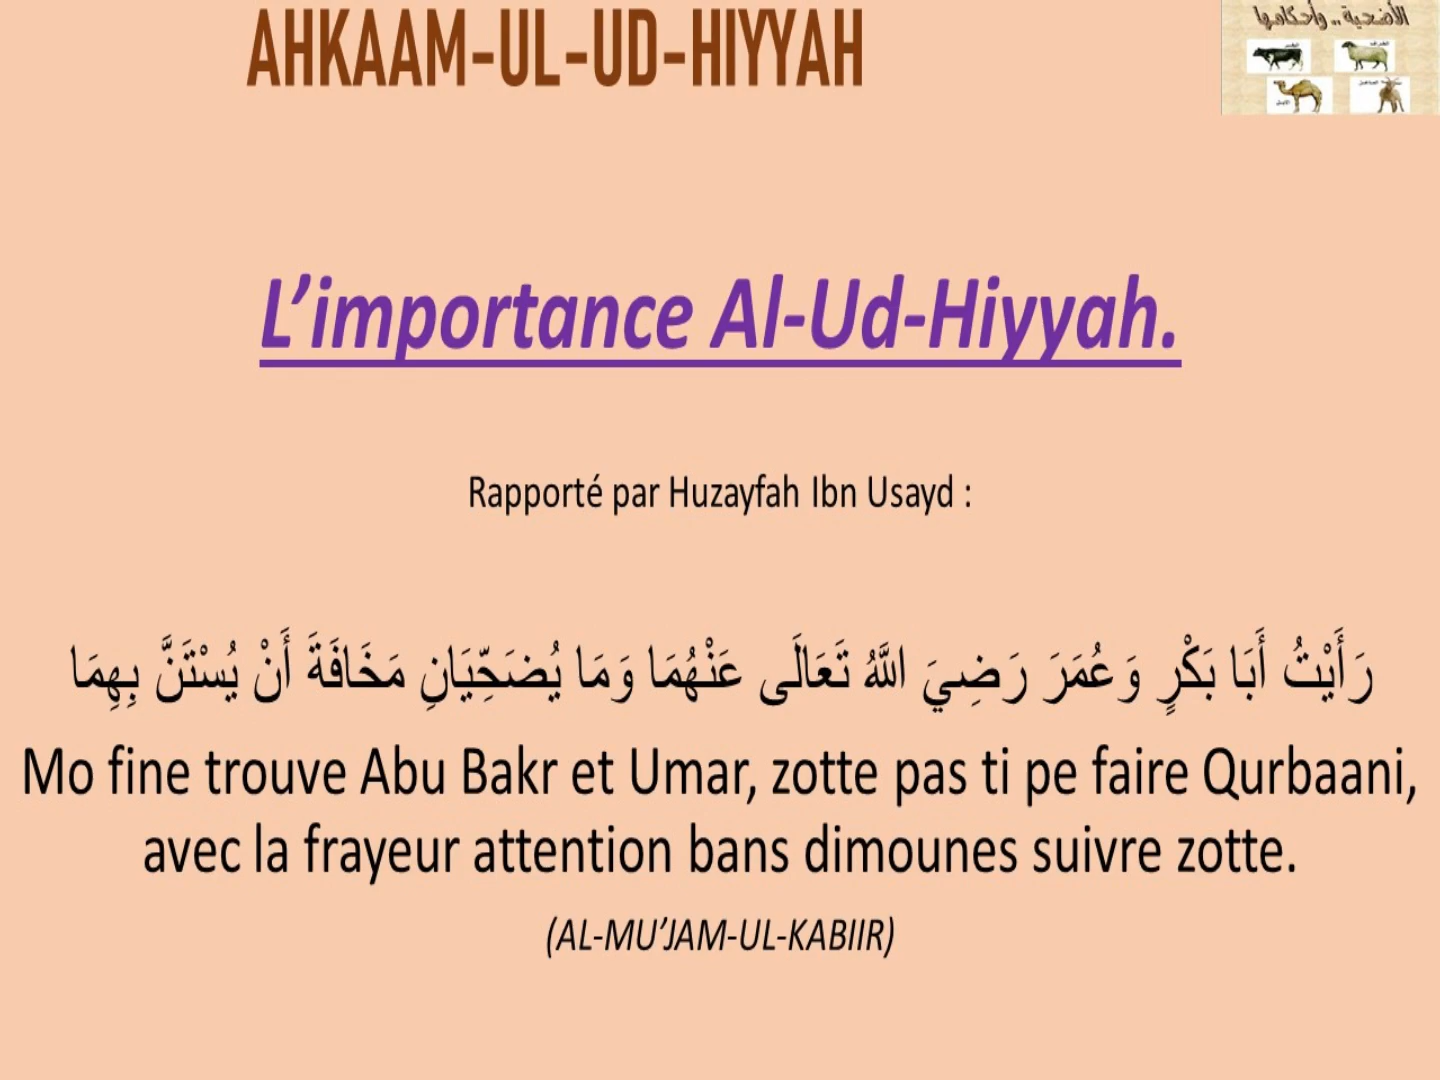 AHKAAM-UL-UD-HIYYAH
الأضحية .. وأحكامها
L’importance Al-Ud-Hiyyah.
Rapporté par Huzayfah Ibn Usayd :
رَأَيْتُ أَبَا بَكْرٍ وَعُمَرَ رَضِيَ اللَّهُ تَعَالَى عَنْهُمَا وَمَا يُضَحِّيَانِ مَخَافَةَ أَنْ يُسْتَنَّ بِهِمَا
Mo fine trouve Abu Bakr et Umar, zotte pas ti pe faire Qurbaani,
avec la frayeur attention bans dimounes suivre zotte.
(AL-MU’JAM-UL-KABIIR)